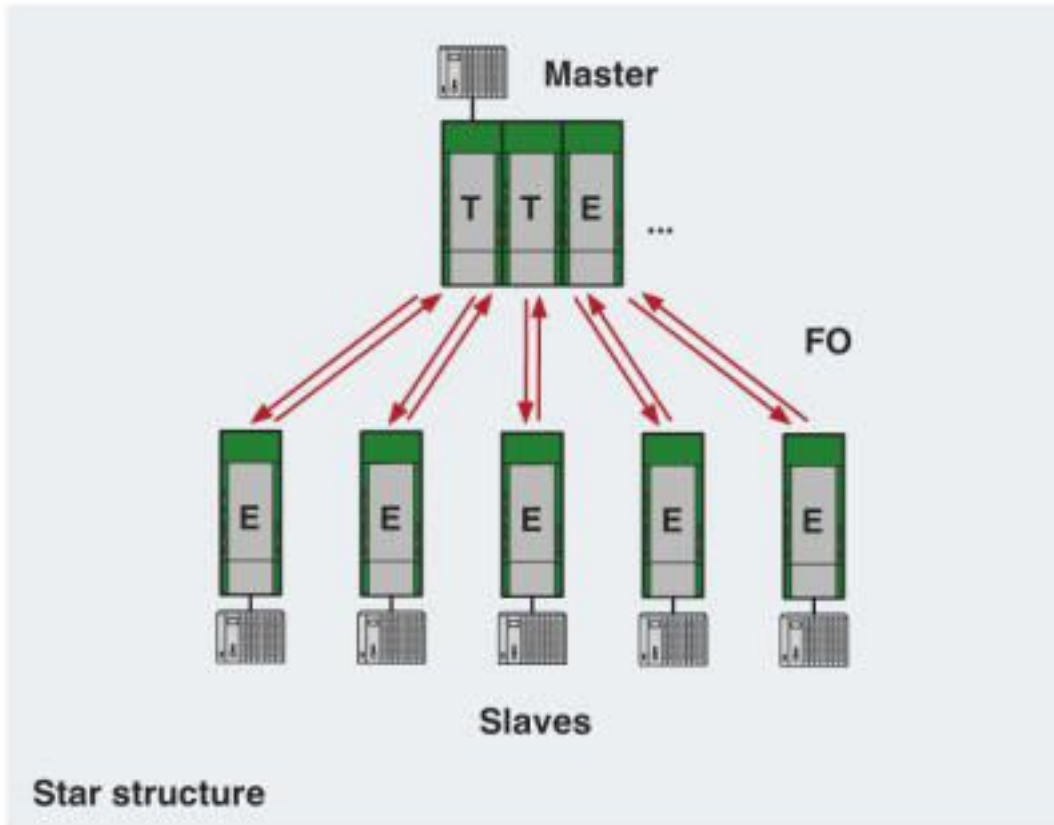 Master
T T E ...
FO
E E E E E
Slaves
Star structure